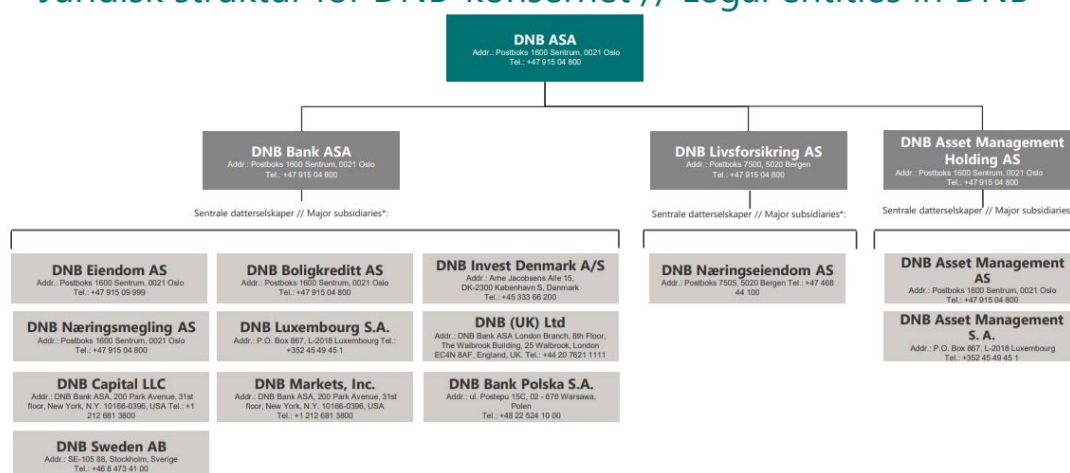 Juridisk struktur for DNB-konsernet // Legal entities in DNB
DNB ASA
Addr.: Postboks 1600 Sentrum, 0021 Oslo
Tel.: +47 915 04 800
DNB Bank ASA
Addr.: Postboks 1600 Sentrum, 0021 Oslo
Tel.: +47 915 04 800
DNB Livsforsikring AS
Addr.: Postboks 7500, 5020 Bergen
Tel.: +47 915 04 800
DNB Asset Management
Holding AS
Addr.: Postboks 1600 Sentrum, 0021 Oslo
Tel.: +47 915 04 800
Sentrale datterselskaper // Major subsidiaries*:
Sentrale datterselskaper // Major subsidiaries*:
Sentrale datterselskaper // Major subsidiaries
DNB Eiendom AS
Addr.: Postboks 1600 Sentrum, 0021 Oslo
Tel.: +47 915 09 999
DNB Boligkreditt AS
Addr.: Postboks 1600 Sentrum, 0021 Oslo
Tel.: +47 915 04 800
DNB Invest Denmark A/S
Addr.: Arne Jacobsens Alle 15,
DK-2300 København S, Danmark
Tel.: +45 333 66 200
DNB Næringseiendom AS
Addr.: Postboks 7505, 5020 Bergen Tel.: +47 468
44 100
DNB Asset Management
AS
Addr.: Postboks 1600 Sentrum, 0021 Oslo
Tel.: +47 915 04 800
DNB Næringsmegling AS
Addr.: Postboks 1600 Sentrum, 0021 Oslo
Tel.: +47 915 04 800
DNB Luxembourg S.A.
Addr.: P.O. Box 867, L-2018 Luxembourg Tel.:
+352 45 49 45 1
DNB (UK) Ltd
Addr.: DNB Bank ASA London Branch, 8th Floor,
The Walbrook Building, 25 Walbrook, London
EC4N 8AF, England, UK. Tel.: +44 20 7621 1111
DNB Asset Management
S. A.
Addr.: P.O. Box 867, L-2018 Luxembourg
Tel.: +352 45 49 45 1
DNB Capital LLC
Addr.: DNB Bank ASA, 200 Park Avenue, 31st
floor, New York, N.Y. 10166-0396, USA Tel.: +1
212 681 3800
DNB Markets, Inc.
Addr.: DNB Bank ASA, 200 Park Avenue, 31st
floor, New York, N.Y. 10166-0396, USA
Tel.: +1 212 681 3800
DNB Bank Polska S.A.
Addr.: ul. Postepu 15C, 02 - 676 Warsawa,
Polen
Tel.: +48 22 524 10 00
DNB Sweden AB
Addr.: SE-105 88, Stockholm, Sverige
Tel.: +46 8 473 41 00